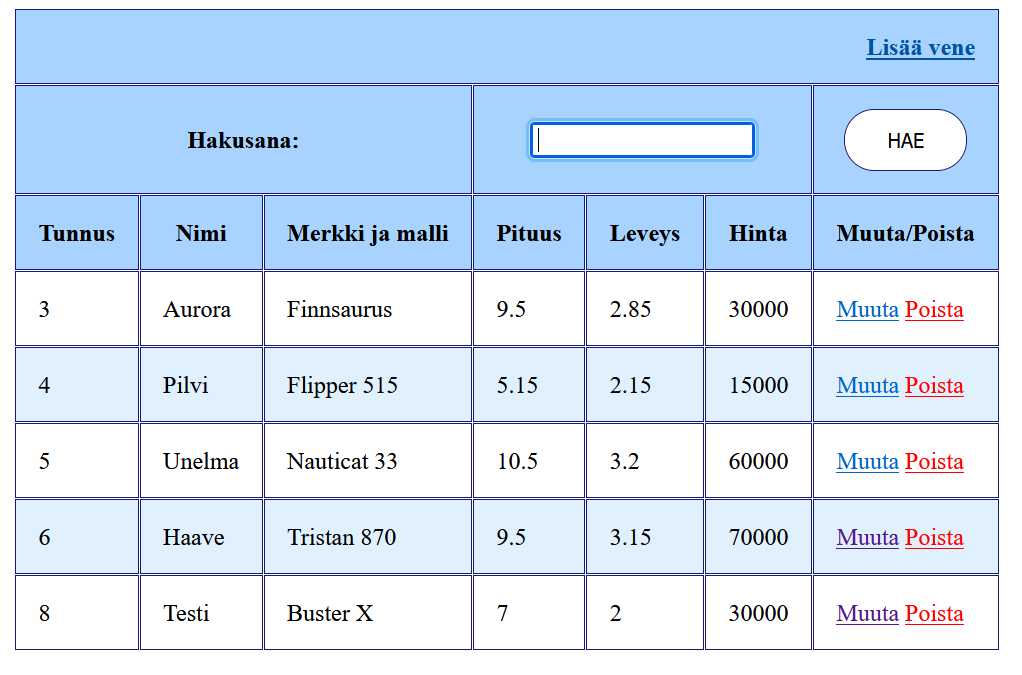 Lisää vene
Hakusana: HAE
Tunnus Nimi Merkki ja malli Pituus Leveys Hinta Muuta/Poista
3 Aurora Finnsaurus 9.5 2.85 30000 Muuta Poista
4 Pilvi Flipper 515 5.15 2.15 15000 Muuta Poista
5 Unelma Nauticat 33 10.5 3.2 60000 Muuta Poista
6 Haave Tristan 870 9.5 3.15 70000 Muuta Poista
8 Testi Buster X 7 2 30000 Muuta Poista